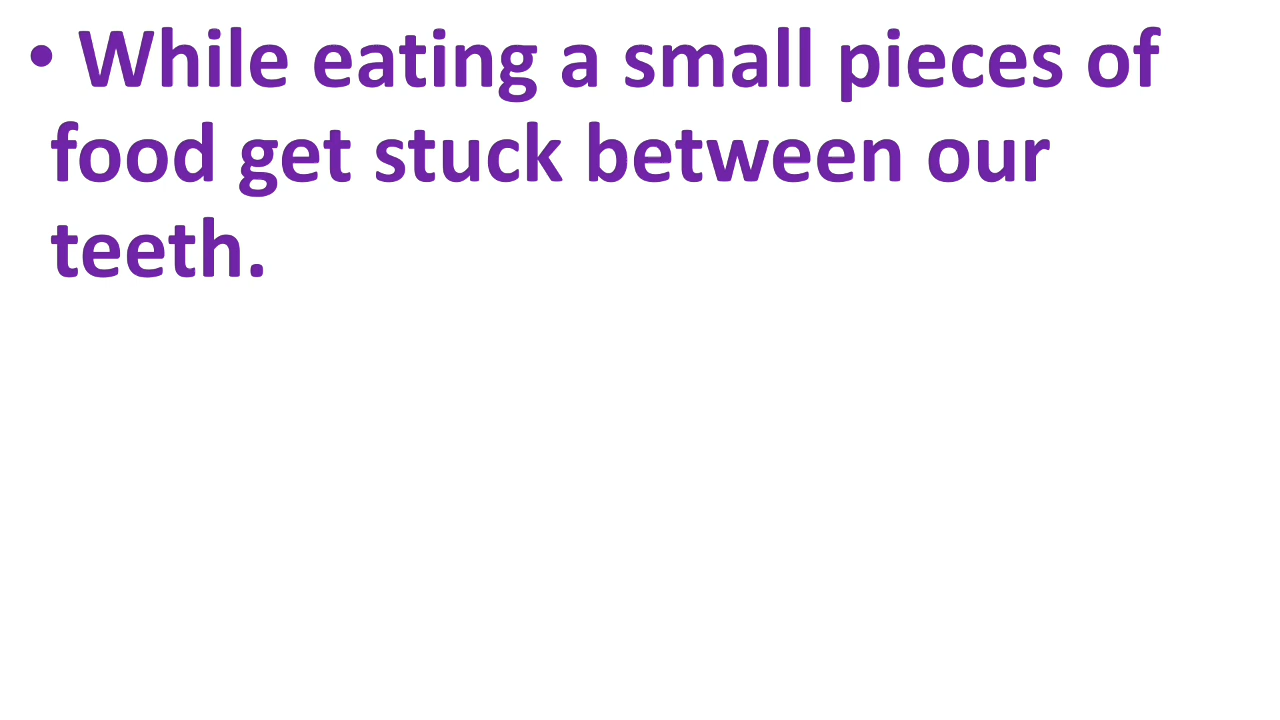 • While eating a small pieces of
food get stuck between our
teeth.